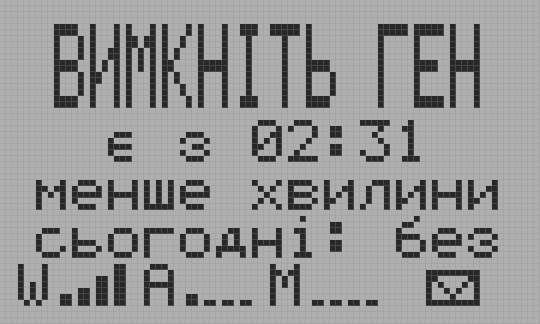 ВИМКНІТЬ ГЕН
є з 02:31
менше хвилини
сьогодні: без
W A M